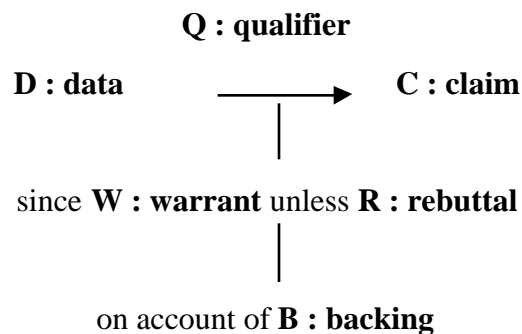 Q : qualifier
D : data C : claim
since W : warrant unless R : rebuttal
on account of B : backing